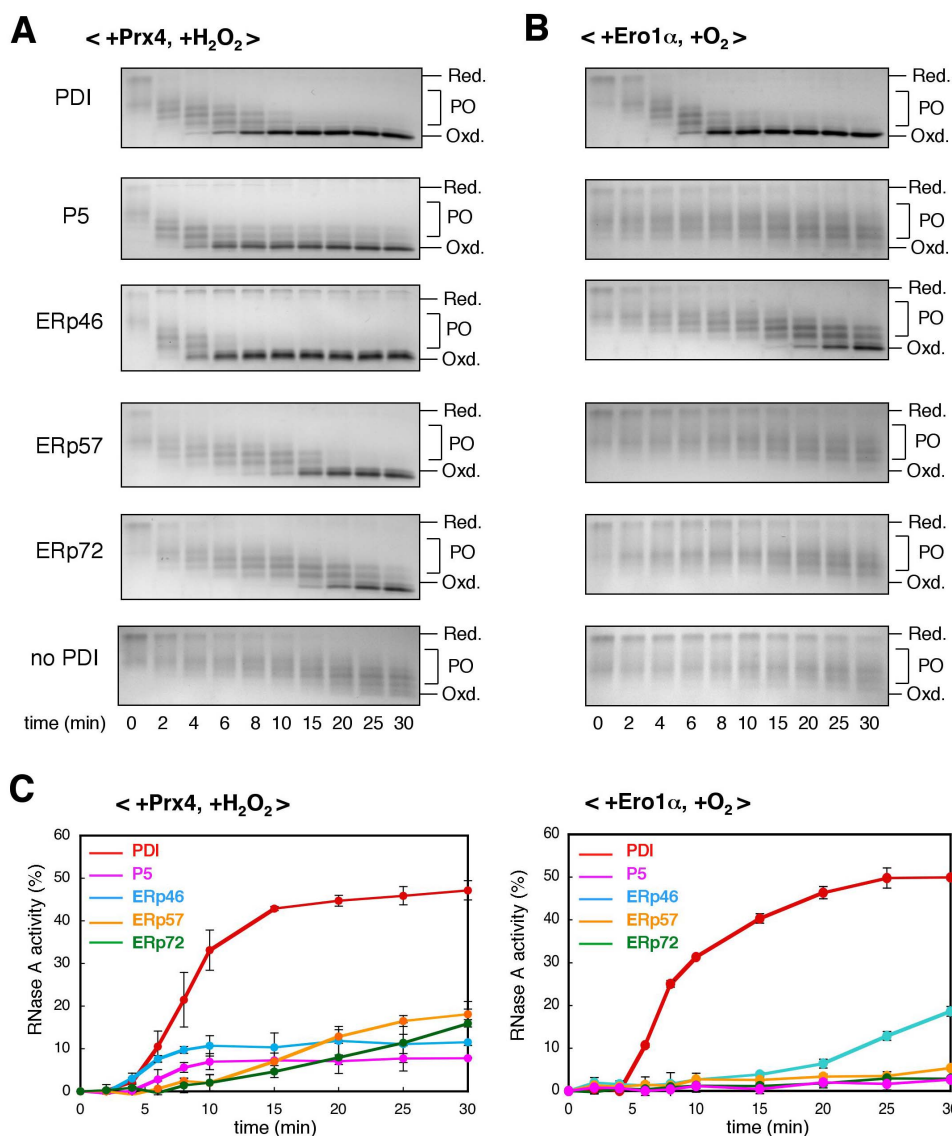 A < +Prx4, +H₂O₂ >
B < +Ero1α, +O₂ >
PDI
Red.
PO
Oxd.
Red.
PO
Oxd.
P5
Red.
PO
Oxd.
Red.
PO
Oxd.
ERp46
Red.
PO
Oxd.
Red.
PO
Oxd.
ERp57
Red.
PO
Oxd.
Red.
PO
Oxd.
ERp72
Red.
PO
Oxd.
Red.
PO
Oxd.
no PDI
Red.
PO
Oxd.
Red.
PO
Oxd.
time (min) 0 2 4 6 8 10 15 20 25 30
0 2 4 6 8 10 15 20 25 30
C < +Prx4, +H₂O₂ >
RNase A activity (%)
60
50
40
30
20
10
0
PDI
P5
ERp46
ERp57
ERp72
0 5 10 15 20 25 30
time (min)
< +Ero1α, +O₂ >
RNase A activity (%)
60
50
40
30
20
10
0
PDI
P5
ERp46
ERp57
ERp72
0 5 10 15 20 25 30
time (min)